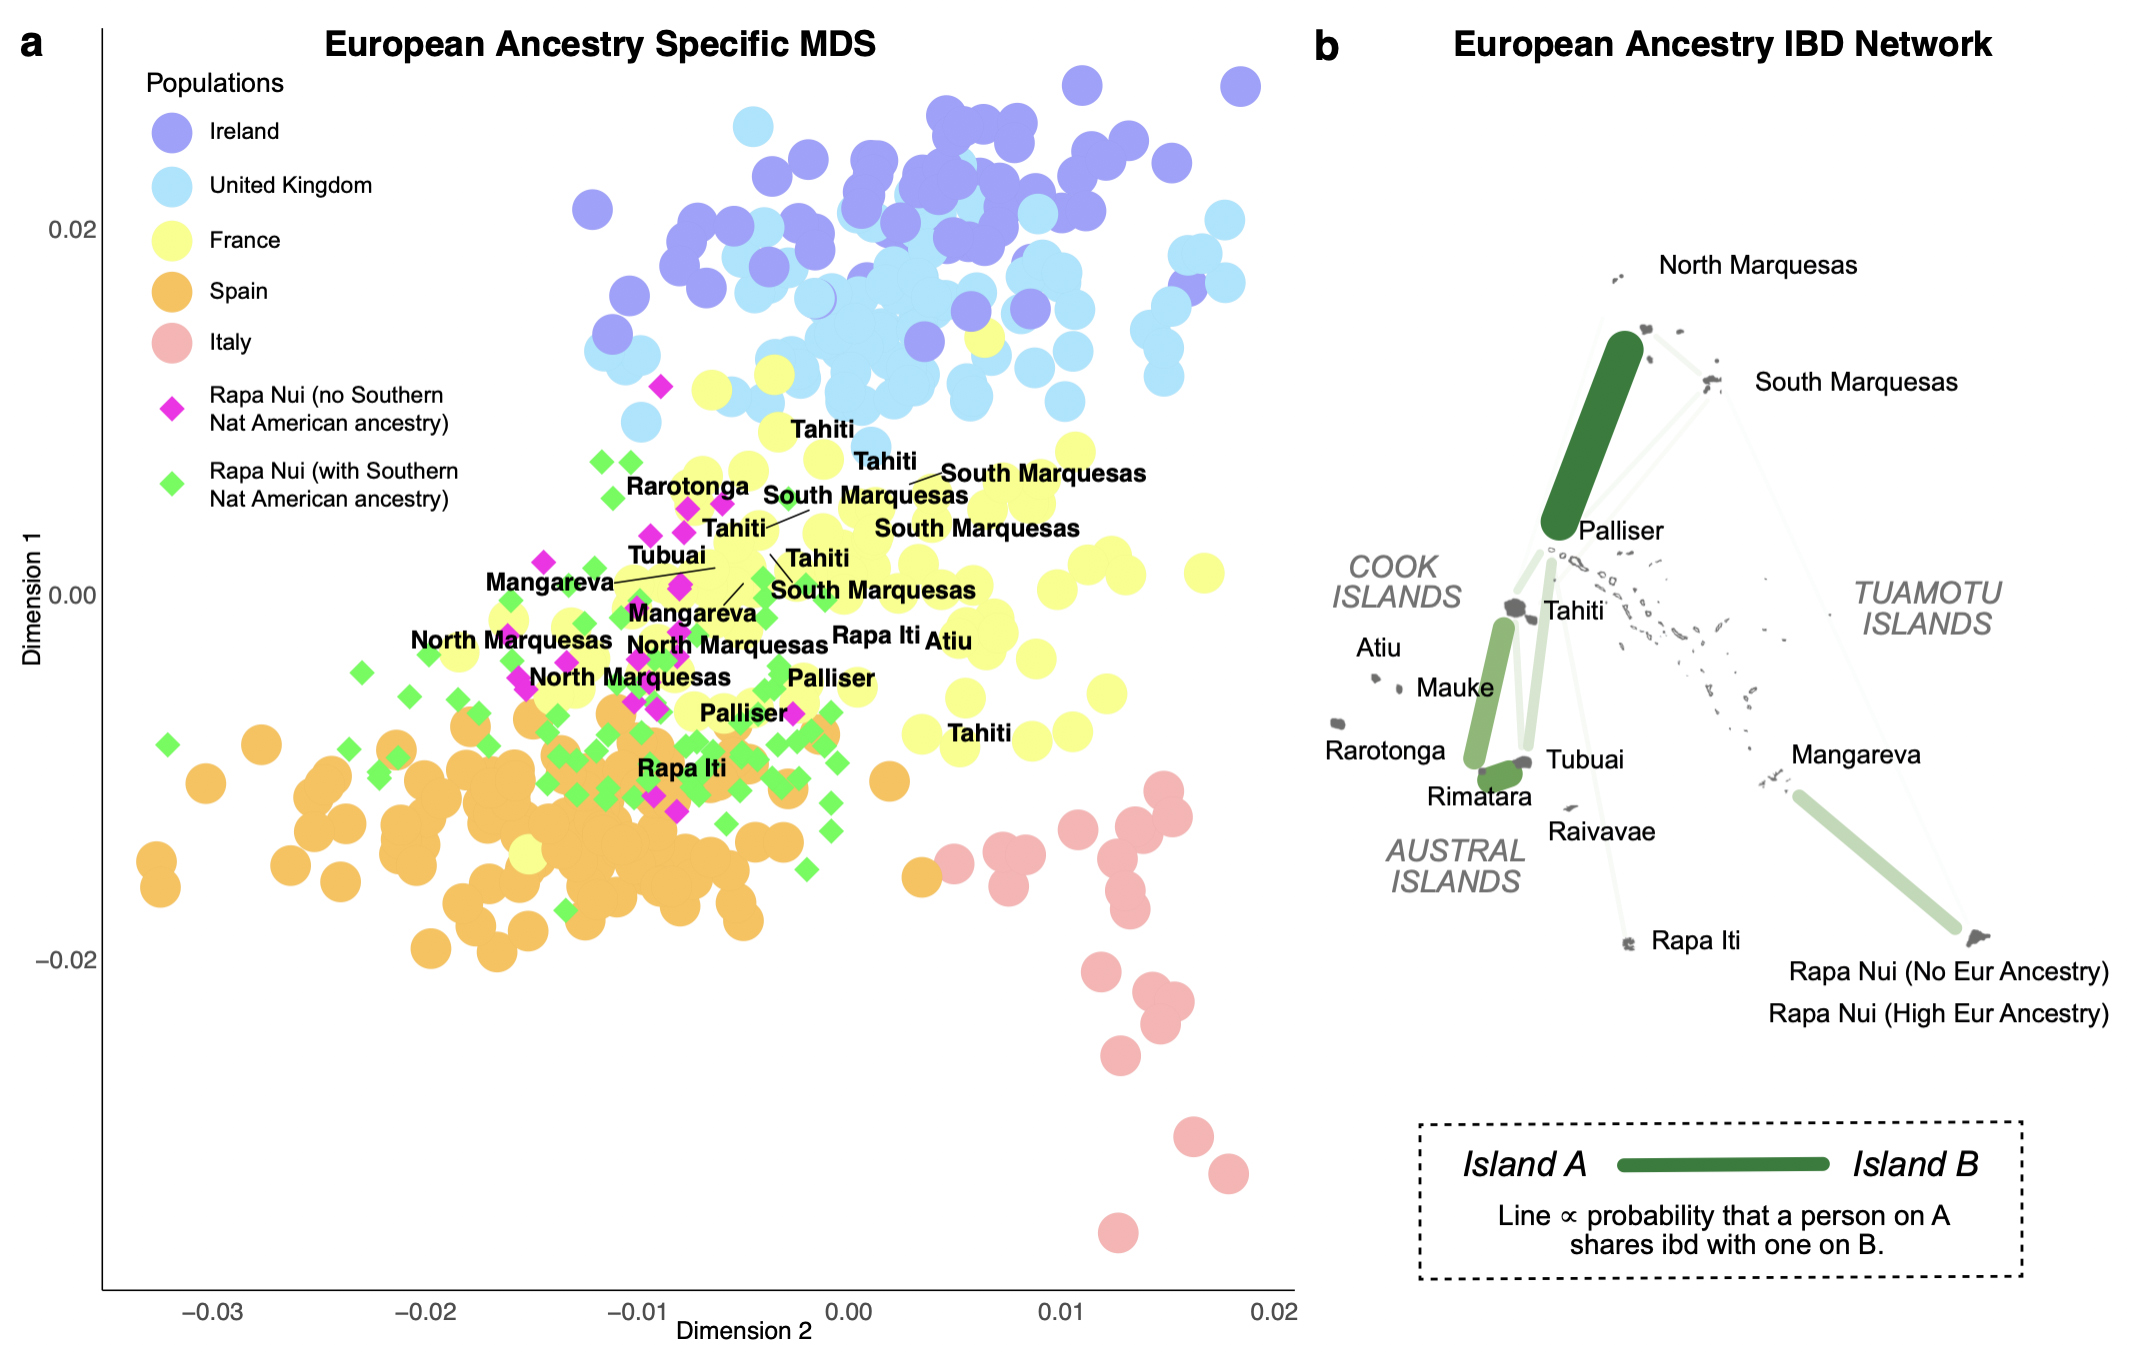 a
European Ancestry Specific MDS
Populations
Ireland
United Kingdom
France
Spain
Italy
Rapa Nui (no Southern
Nat American ancestry)
Rapa Nui (with Southern
Nat American ancestry)
Dimension 1
0.02
0.00
−0.02
Tahiti
Tahiti
South Marquesas
Rarotonga
South Marquesas
Tahiti
South Marquesas
Tubuai
Tahiti
Mangareva
South Marquesas
Mangareva
North Marquesas
North Marquesas
Rapa Iti
Atiu
North Marquesas
Palliser
Palliser
Tahiti
Rapa Iti
−0.03
−0.02
−0.01
0.00
0.01
0.02
Dimension 2
b
European Ancestry IBD Network
North Marquesas
South Marquesas
Palliser
COOK
ISLANDS
TUAMOTU
ISLANDS
Tahiti
Atiu
Mauke
Rarotonga
Tubuai
Mangareva
Rimatara
Raivavae
AUSTRAL
ISLANDS
Rapa Iti
Rapa Nui (No Eur Ancestry)
Rapa Nui (High Eur Ancestry)
Island A
Island B
Line ∝ probability that a person on A
shares ibd with one on B.